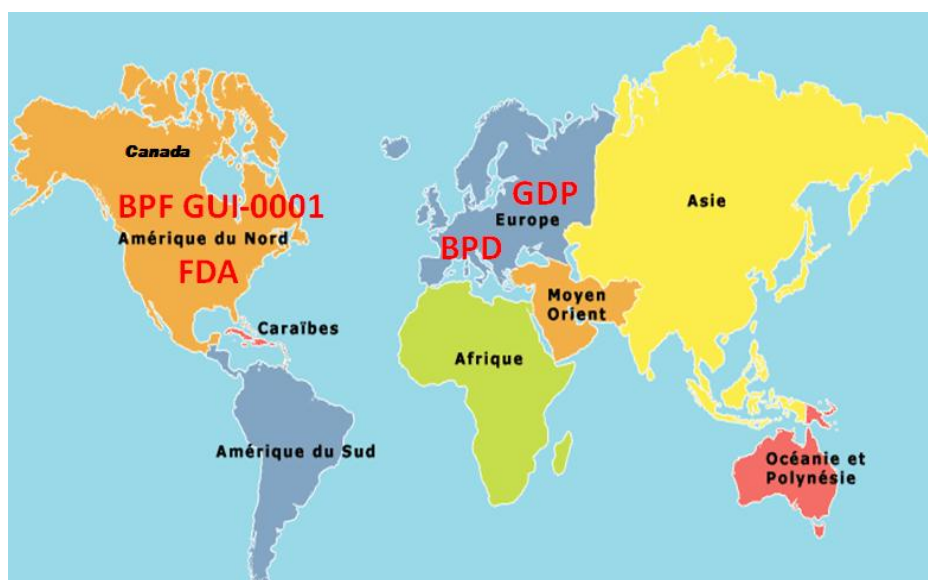 Canada
BPF GUI-0001
Amérique du Nord
FDA
Caraïbes
Amérique du Sud
GDP
Europe
BPD
Moyen
Orient
Afrique
Asie
Océanie et
Polynésie